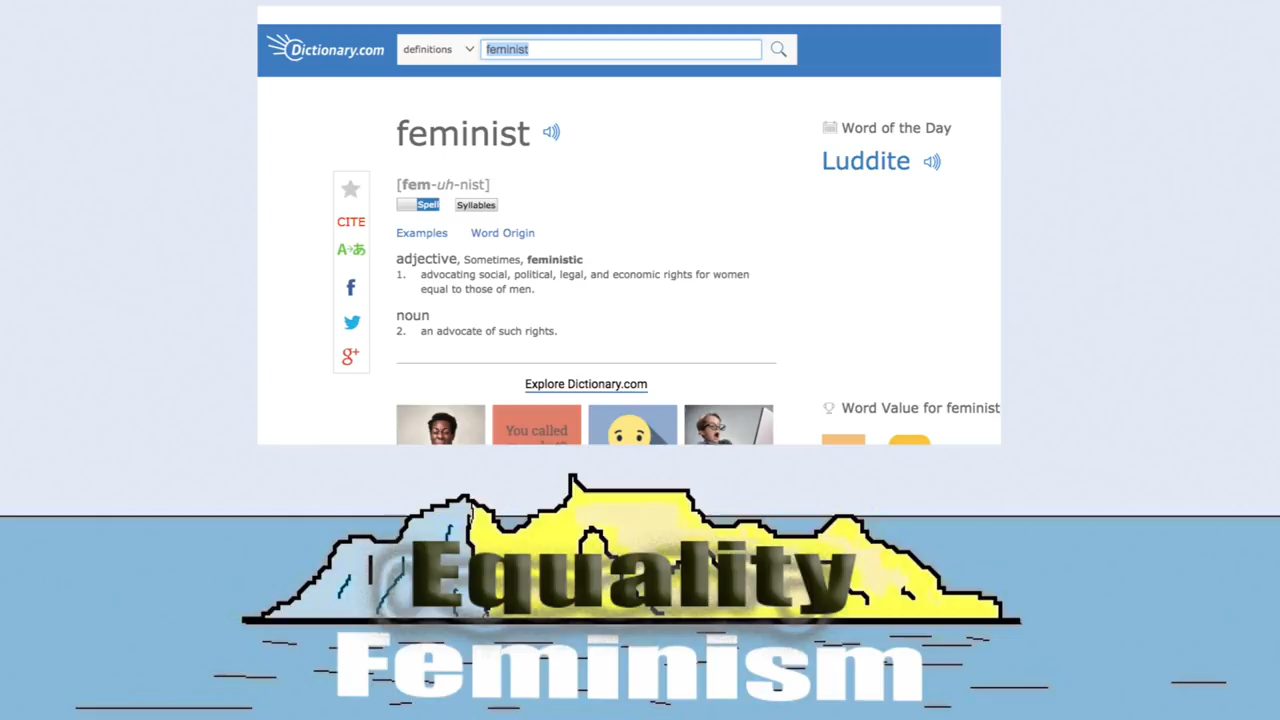 Dictionary.com
definitions
feminist
feminist
[fem-uh-nist]
Spell
Syllables
Examples
Word Origin
adjective, Sometimes, feministic
1. advocating social, political, legal, and economic rights for women
equal to those of men.
noun
2. an advocate of such rights.
Explore Dictionary.com
You called
CITE
A→あ
f
g+
Word of the Day
Luddite
Word Value for feminist
Equality
Feminism